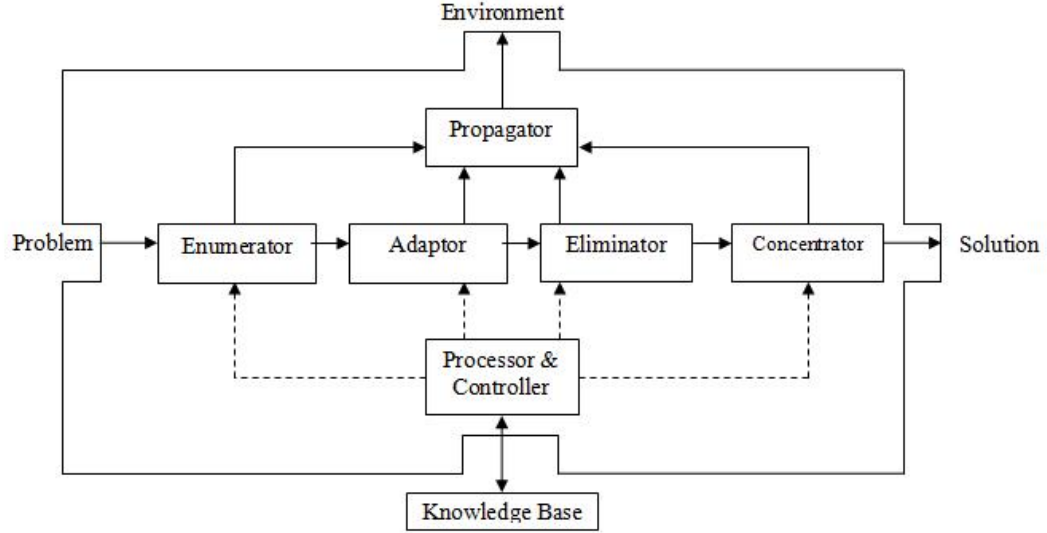 Environment
Propagator
Problem
Enumerator
Adaptor
Eliminator
Concentrator
Solution
Processor &
Controller
Knowledge Base